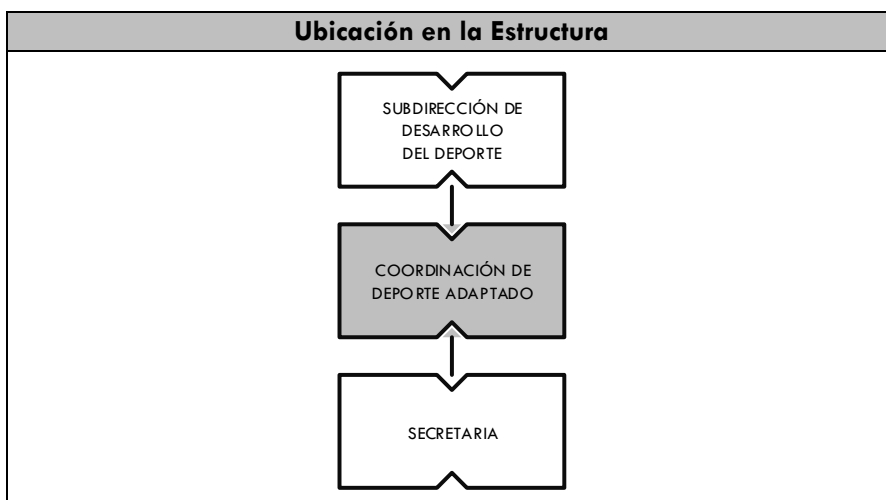 Ubicación en la Estructura
SUBDIRECCIÓN DE
DESARROLLO
DEL DEPORTE
COORDINACIÓN DE
DEPORTE ADAPTADO
SECRETARIA